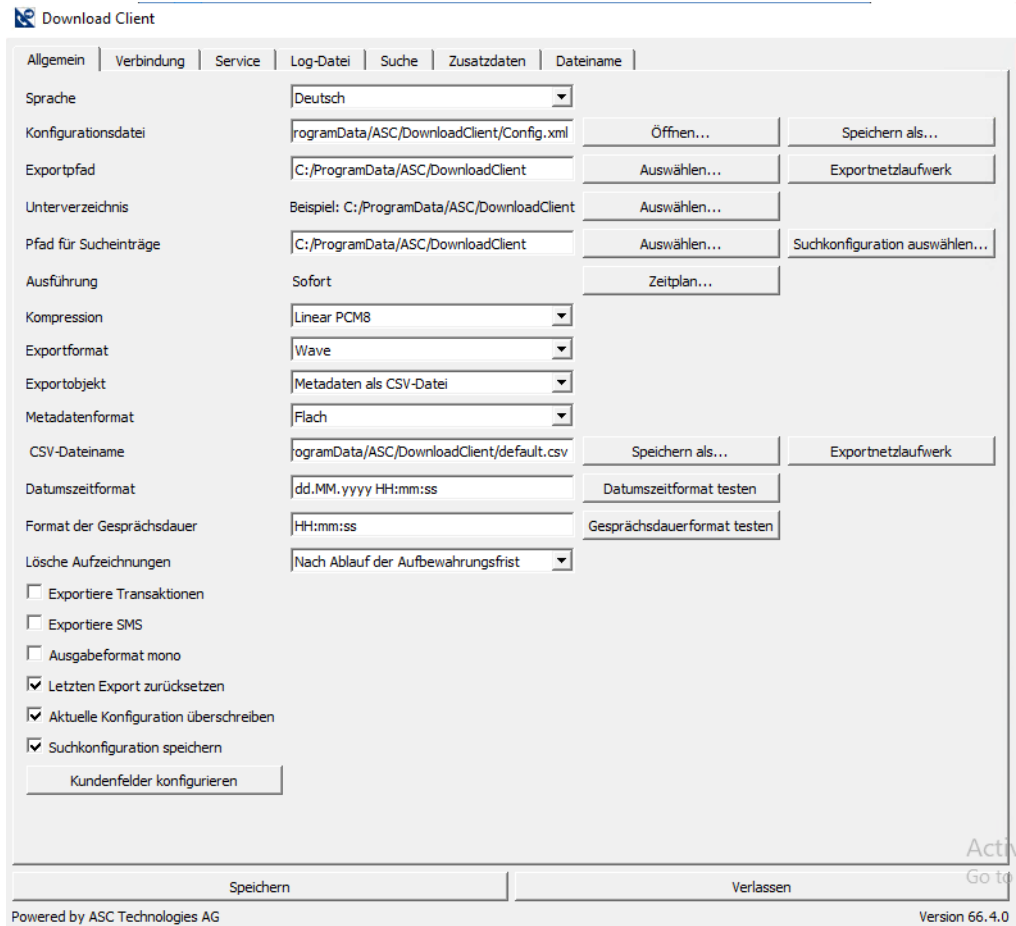 Download Client
Allgemein Verbindung Service Log-Datei Suche Zusatzdaten Dateiname
Sprache Deutsch
Konfigurationsdatei rogramData/ASC/DownloadClient/Config.xml Öffnen... Speichern als...
Exportpfad C:/ProgramData/ASC/DownloadClient Auswählen... Exportnetzlaufwerk
Unterverzeichnis Beispiel: C:/ProgramData/ASC/DownloadClient Auswählen...
Pfad für Sucheinträge C:/ProgramData/ASC/DownloadClient Auswählen... Suchkonfiguration auswählen...
Ausführung Sofort Zeitplan...
Kompression Linear PCM8
Exportformat Wave
Exportobjekt Metadaten als CSV-Datei
Metadatenformat Flach
CSV-Dateiname rogramData/ASC/DownloadClient/default.csv Speichern als... Exportnetzlaufwerk
Datumszeitformat dd.MM.yyyy HH:mm:ss Datumszeitformat testen
Format der Gesprächsdauer HH:mm:ss Gesprächsdauerformat testen
Lösche Aufzeichnungen Nach Ablauf der Aufbewahrungsfrist
Exportiere Transaktionen
Exportiere SMS
Ausgabeformat mono
Letzten Export zurücksetzen
Aktuelle Konfiguration überschreiben
Suchkonfiguration speichern
Kundenfelder konfigurieren
Speichern Verlassen
Go to
Powered by ASC Technologies AG Version 66.4.0